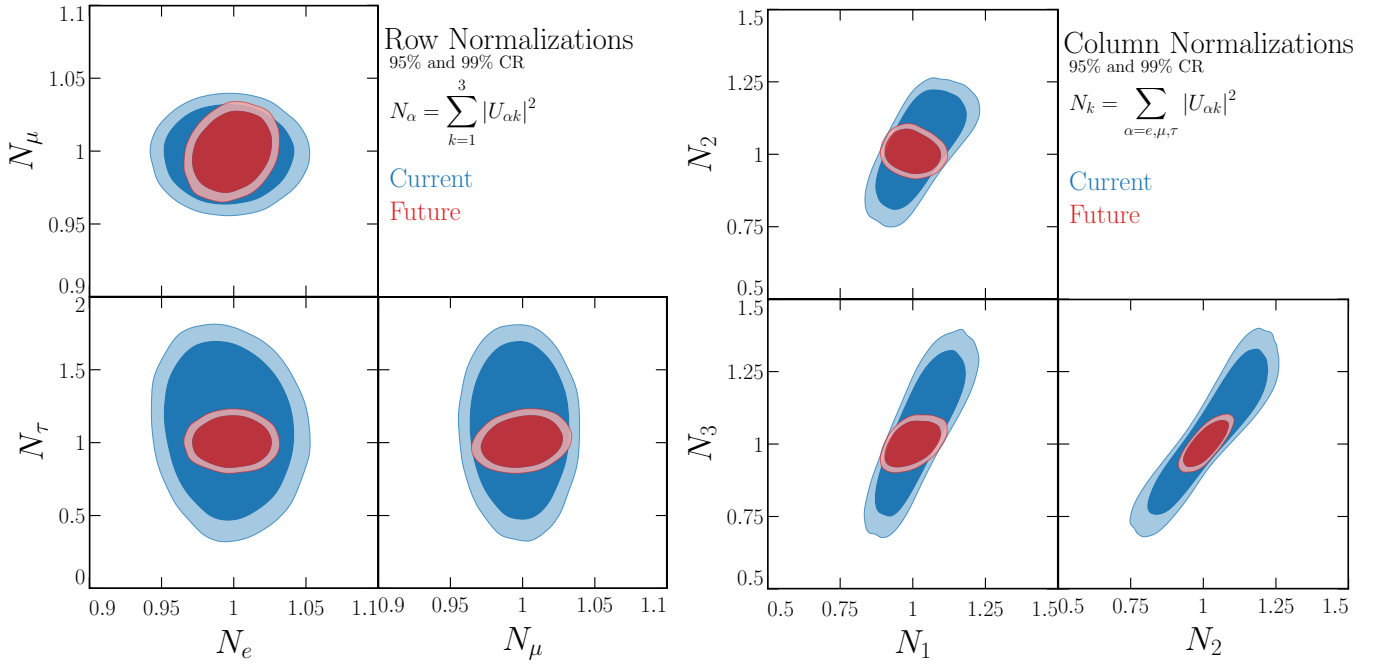 1.1
1.05
1
0.95
0.9
N_μ
Row Normalizations
95% and 99% CR
N_α = ∑_{k=1}^{3} |U_{αk}|^2
Current
Future
2
1.5
1
0.5
0
N_τ
0.9 0.95 1 1.05 1.1
N_e
0.9 0.95 1 1.05 1.1
N_μ
1.5
1.25
1
0.75
0.5
N_2
Column Normalizations
95% and 99% CR
N_k = ∑_{α=e,μ,τ} |U_{αk}|^2
Current
Future
1.5
1.25
1
0.75
0.5
N_3
0.5 0.75 1 1.25 1.5
N_1
0.5 0.75 1 1.25 1.5
N_2